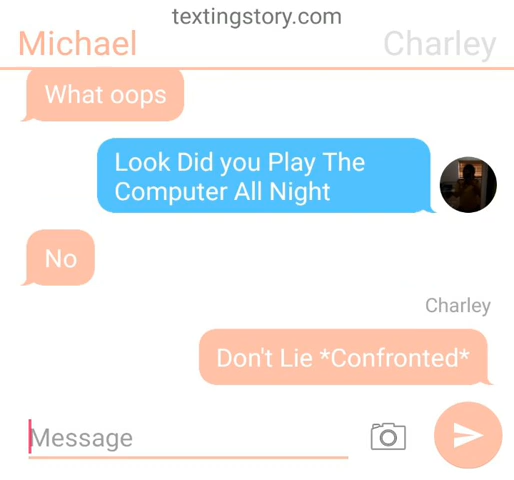 textingstory.com
Michael
Charley
What oops
Look Did you Play The
Computer All Night
No
Charley
Don't Lie *Confronted*
Message